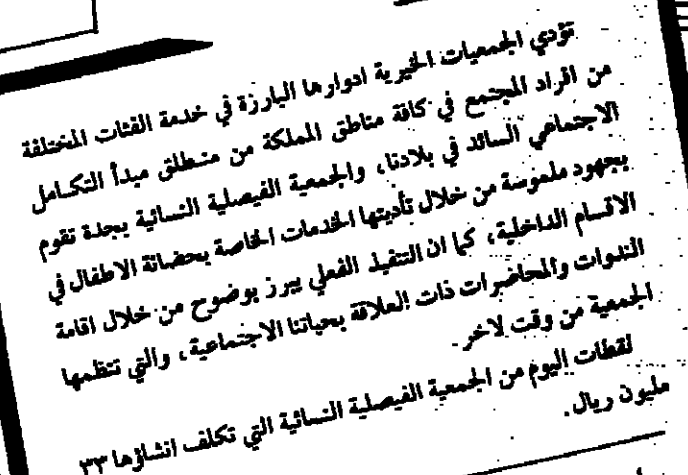 تؤدي الجمعيات الخيرية ادوارها البارزة في خدمة الفئات المختلفة
من افراد المجتمع في كافة مناطق المملكة من منطلق مبدأ التكامل
الاجتماعي السائد في بلادنا، والجمعية الفيصلية النسائية بجدة تقوم
بجهود ملموسة من خلال تأديتها الخدمات الخاصة بحضانة الاطفال في
الاقسام الداخلية، كما ان التنفيذ الفعلي يبرز بوضوح من خلال اقامة
الندوات والمحاضرات ذات العلاقة بحياتنا الاجتماعية، والتي تنظمها
الجمعية من وقت لاخر.
لقطات اليوم من الجمعية الفيصلية النسائية التي تكلف انشاؤها ٣٣
مليون ريال.